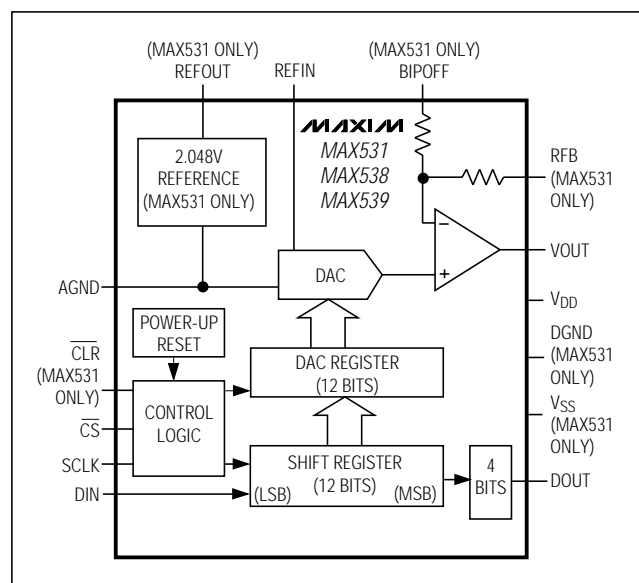 (MAX531 ONLY)
REFOUT
REFIN
(MAX531 ONLY)
BIPOFF
MAXIM
MAX531
MAX538
MAX539
2.048V
REFERENCE
(MAX531 ONLY)
RFB
(MAX531
ONLY)
−
+
VOUT
DAC
AGND
VDD
POWER-UP
RESET
DGND
(MAX531
ONLY)
CLR
(MAX531
ONLY)
DAC REGISTER
(12 BITS)
CONTROL
LOGIC
VSS
(MAX531
ONLY)
CS
SCLK
SHIFT REGISTER
(12 BITS)
(LSB)
(MSB)
4
BITS
DOUT
DIN